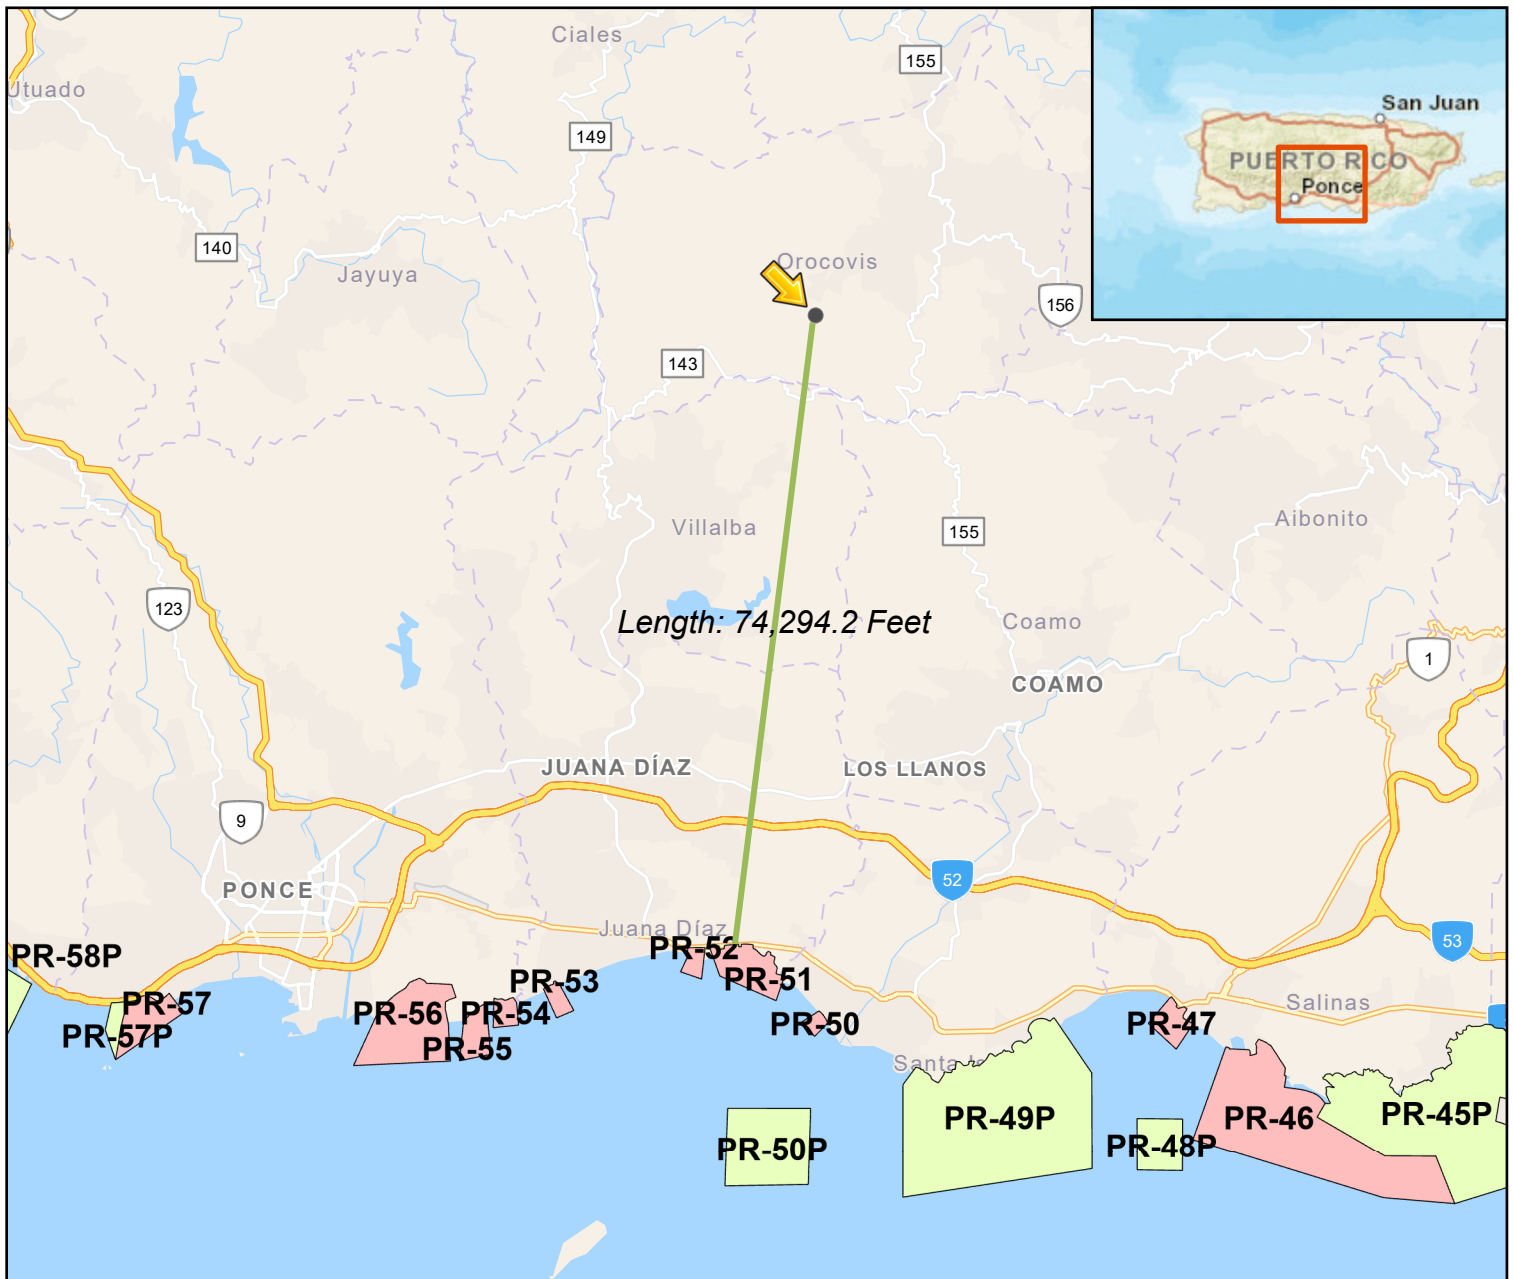 Ciales
155
San Juan
Utuado
149
PUERTO RICO
Ponce
140
Orocovis
Jayuya
156
143
Villalba
155
Aibonito
123
Length: 74,294.2 Feet
Coamo
1
COAMO
JUANA DÍAZ
LOS LLANOS
9
52
PONCE
Juana Díaz
53
PR-58P
PR-52
PR-51
PR-53
PR-57
PR-56
PR-54
Salinas
PR-50
PR-47
PR-57P
PR-55
Santa Is
PR-49P
PR-46
PR-45P
PR-50P
PR-48P